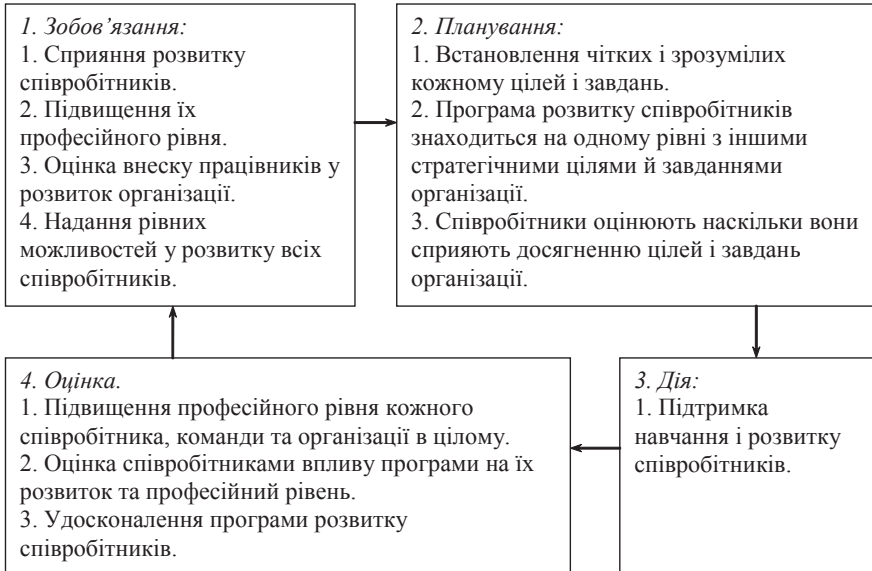 1. Зобов’язання:
1. Сприяння розвитку
співробітників.
2. Підвищення їх
професійного рівня.
3. Оцінка внеску працівників у
розвиток організації.
4. Надання рівних
можливостей у розвитку всіх
співробітників.
2. Планування:
1. Встановлення чітких і зрозумілих
кожному цілей і завдань.
2. Програма розвитку співробітників
знаходиться на одному рівні з іншими
стратегічними цілями й завданнями
організації.
3. Співробітники оцінюють наскільки вони
сприяють досягненню цілей і завдань
організації.
3. Дія:
1. Підтримка
навчання і розвитку
співробітників.
4. Оцінка.
1. Підвищення професійного рівня кожного
співробітника, команди та організації в цілому.
2. Оцінка співробітниками впливу програми на їх
розвиток та професійний рівень.
3. Удосконалення програми розвитку
співробітників.